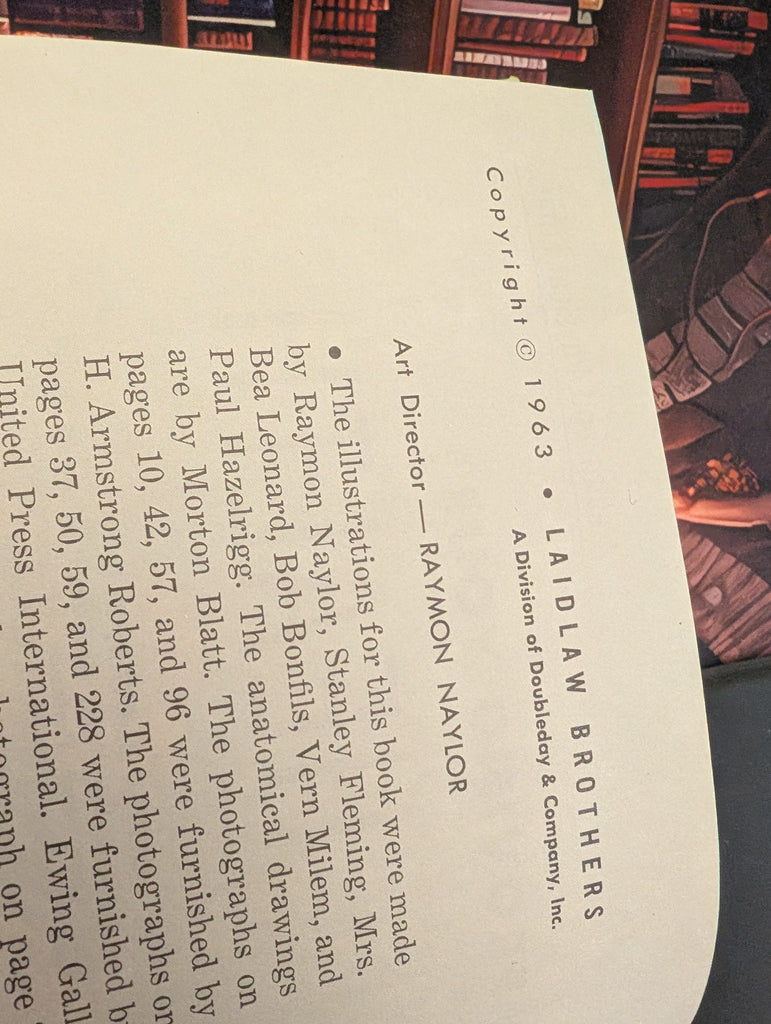 Copyright © 1963 • LAIDLAW BROTHERS
A Division of Doubleday & Company, Inc.
Art Director — RAYMON NAYLOR
• The illustrations for this book were made
by Raymon Naylor, Stanley Fleming, Mrs.
Bea Leonard, Bob Bonfils, Vern Milem, and
Paul Hazelrigg. The anatomical drawings
are by Morton Blatt. The photographs on
pages 10, 42, 57, and 96 were furnished by
H. Armstrong Roberts. The photographs on
pages 37, 50, 59, and 228 were furnished
United Press International. Ewing
on page